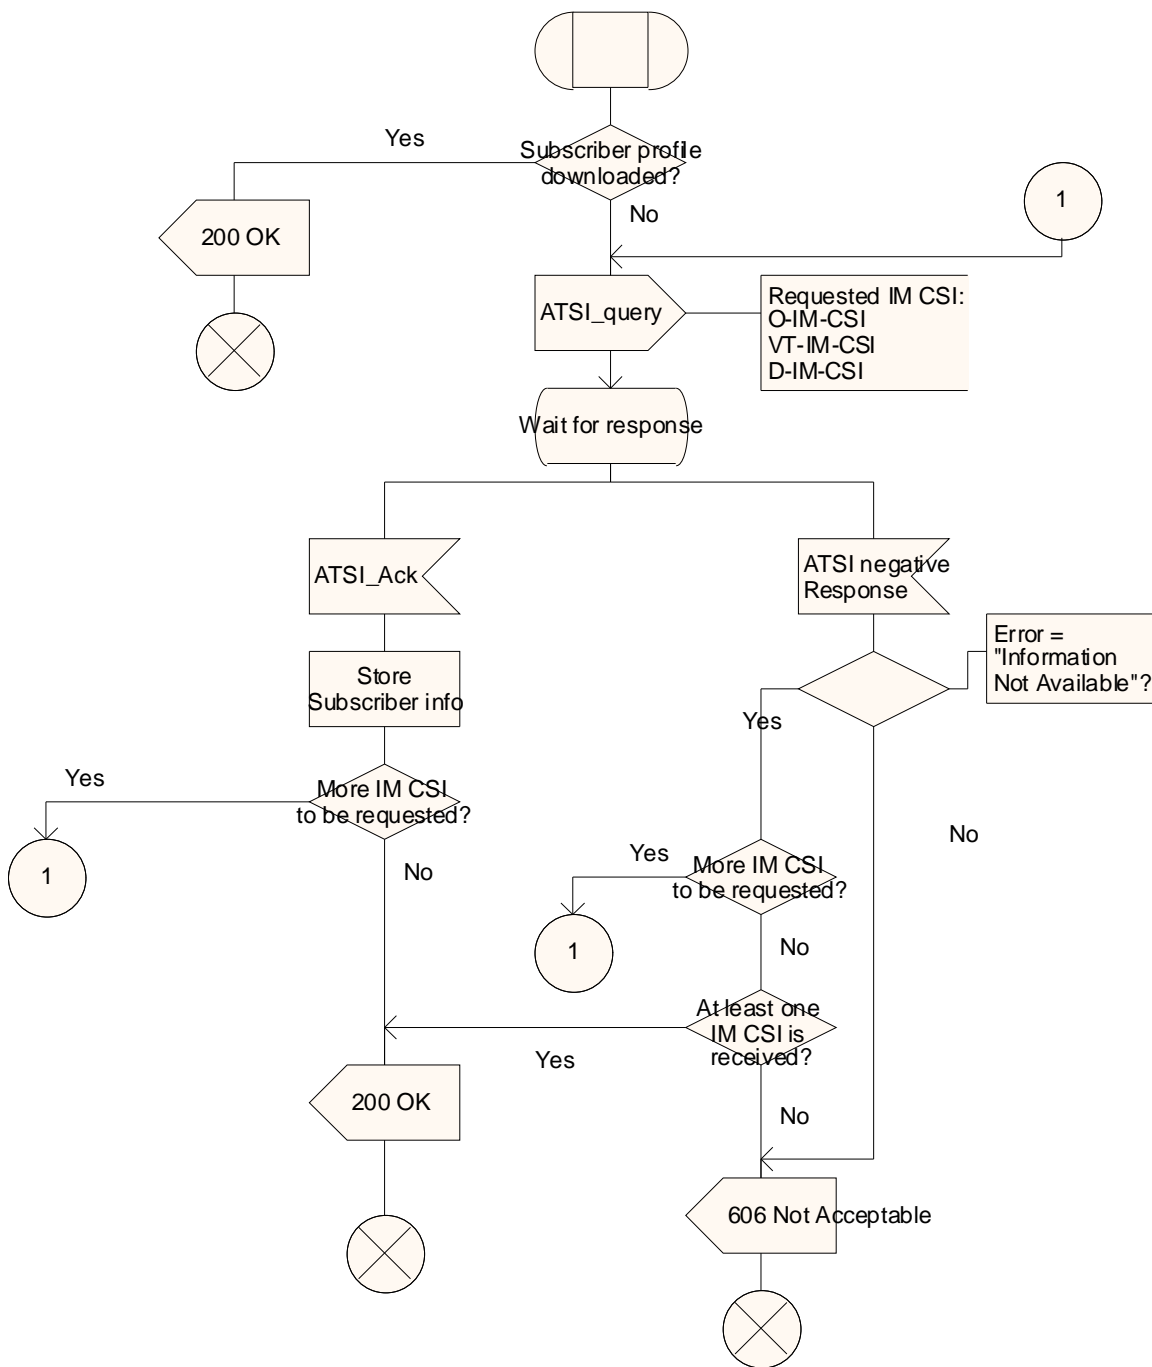 Yes
Subscriber profile
downloaded?
No
1
200 OK
ATSI_query
Requested IM CSI:
O-IM-CSI
VT-IM-CSI
D-IM-CSI
Wait for response
ATSI_Ack
ATSI negative
Response
Error =
"Information
Not Available"?
Store
Subscriber info
Yes
Yes
More IM CSI
to be requested?
No
1
No
Yes
More IM CSI
to be requested?
1
No
At least one
IM CSI is
received?
Yes
200 OK
No
606 Not Acceptable